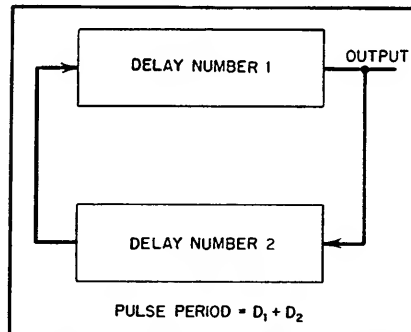 DELAY NUMBER 1
OUTPUT
DELAY NUMBER 2
PULSE PERIOD = D₁ + D₂